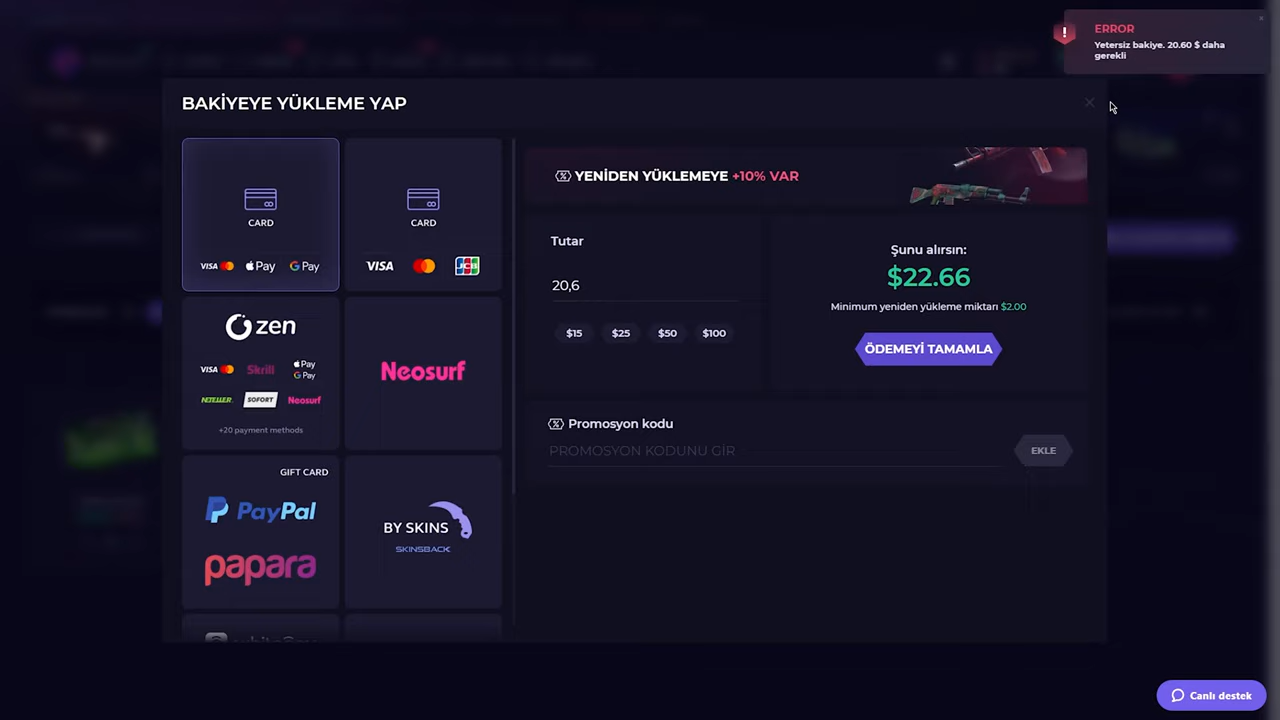 ERROR
Yetersiz bakiye. 20.60 $ daha
gerekli
BAKİYEYE YÜKLEME YAP
CARD
VISA
Pay
G Pay
CARD
VISA
JCB
zen
VISA
Skrill
Pay
G Pay
NETELLER
SOFORT
Neosurf
+20 payment methods
Neosurf
GIFT CARD
PayPal
papara
BY SKINS
SKINSBACK
YENİDEN YÜKLEMEYE +10% VAR
Tutar
20,6
$15
$25
$50
$100
Şunu alırsın:
$22.66
Minimum yeniden yükleme miktarı $2.00
ÖDEMEYİ TAMAMLA
Promosyon kodu
PROMOSYON KODUNU GİR
EKLE
Canlı destek